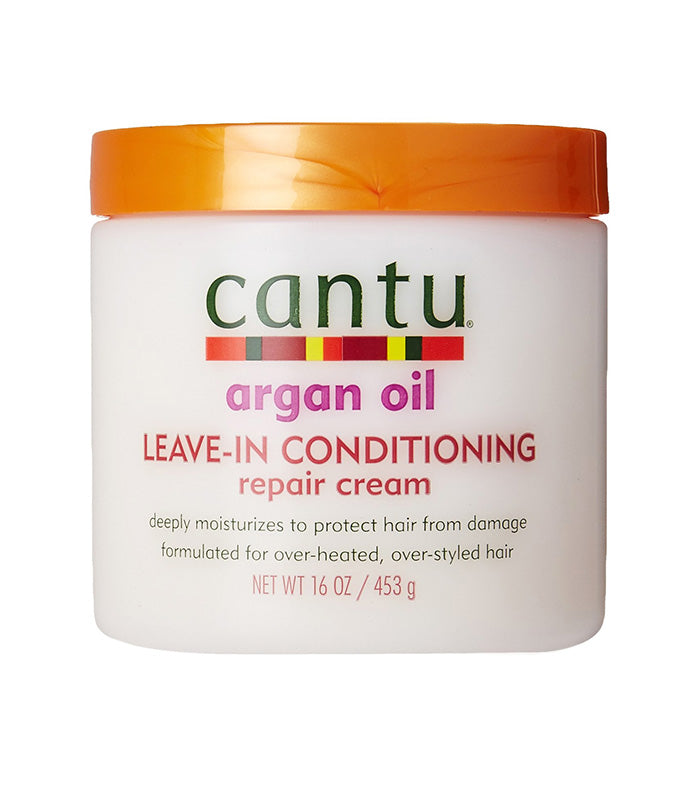 cantu®
argan oil
LEAVE-IN CONDITIONING
repair cream
deeply moisturizes to protect hair from damage
formulated for over-heated, over-styled hair
NET WT 16 OZ / 453 g